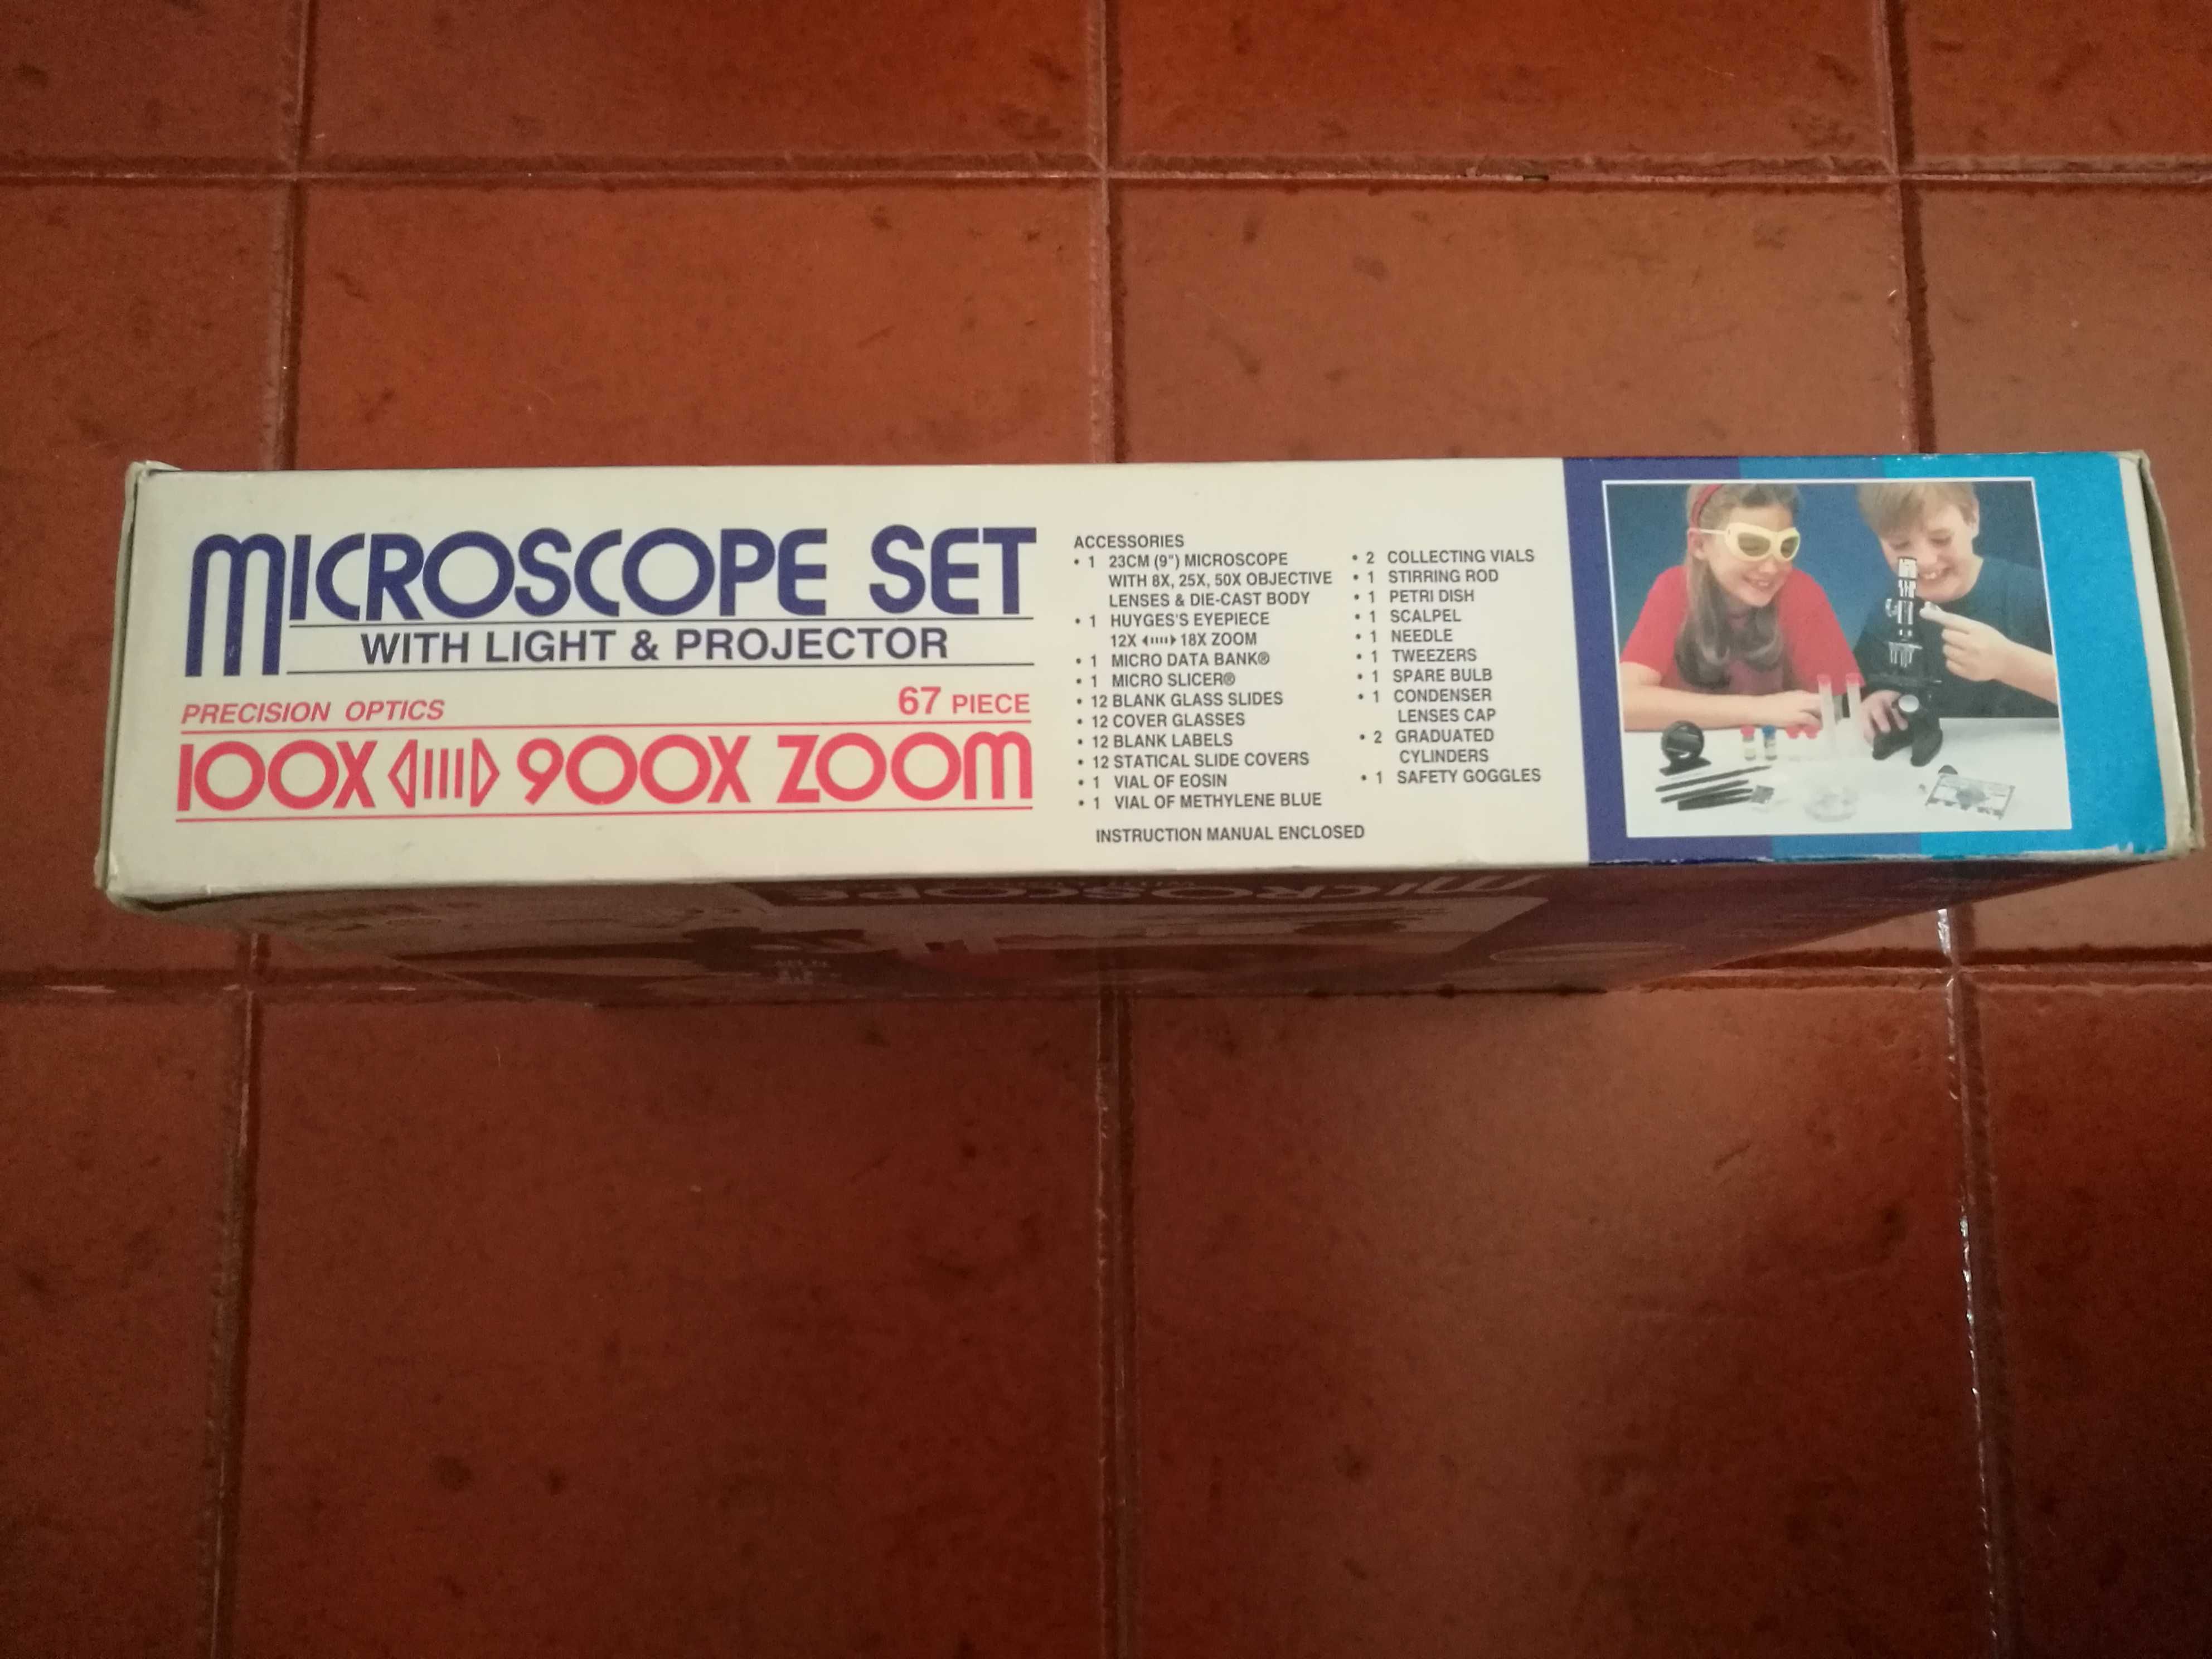 MICROSCOPE SET
WITH LIGHT & PROJECTOR
PRECISION OPTICS
67 PIECE
100X 900X ZOOM
ACCESSORIES
• 1 23CM (9") MICROSCOPE
WITH 8X, 25X, 50X OBJECTIVE
LENSES & DIE-CAST BODY
• 1 HUYGES'S EYEPIECE
12X 18X ZOOM
• 1 MICRO DATA BANK®
• 1 MICRO SLICER®
• 12 BLANK GLASS SLIDES
• 12 COVER GLASSES
• 12 BLANK LABELS
• 12 STATICAL SLIDE COVERS
• 1 VIAL OF EOSIN
• 1 VIAL OF METHYLENE BLUE
• 2 COLLECTING VIALS
• 1 STIRRING ROD
• 1 PETRI DISH
• 1 SCALPEL
• 1 NEEDLE
• 1 TWEEZERS
• 1 SPARE BULB
• 1 CONDENSER
LENSES CAP
• 2 GRADUATED
CYLINDERS
• 1 SAFETY GOGGLES
INSTRUCTION MANUAL ENCLOSED
MICROSCOPE